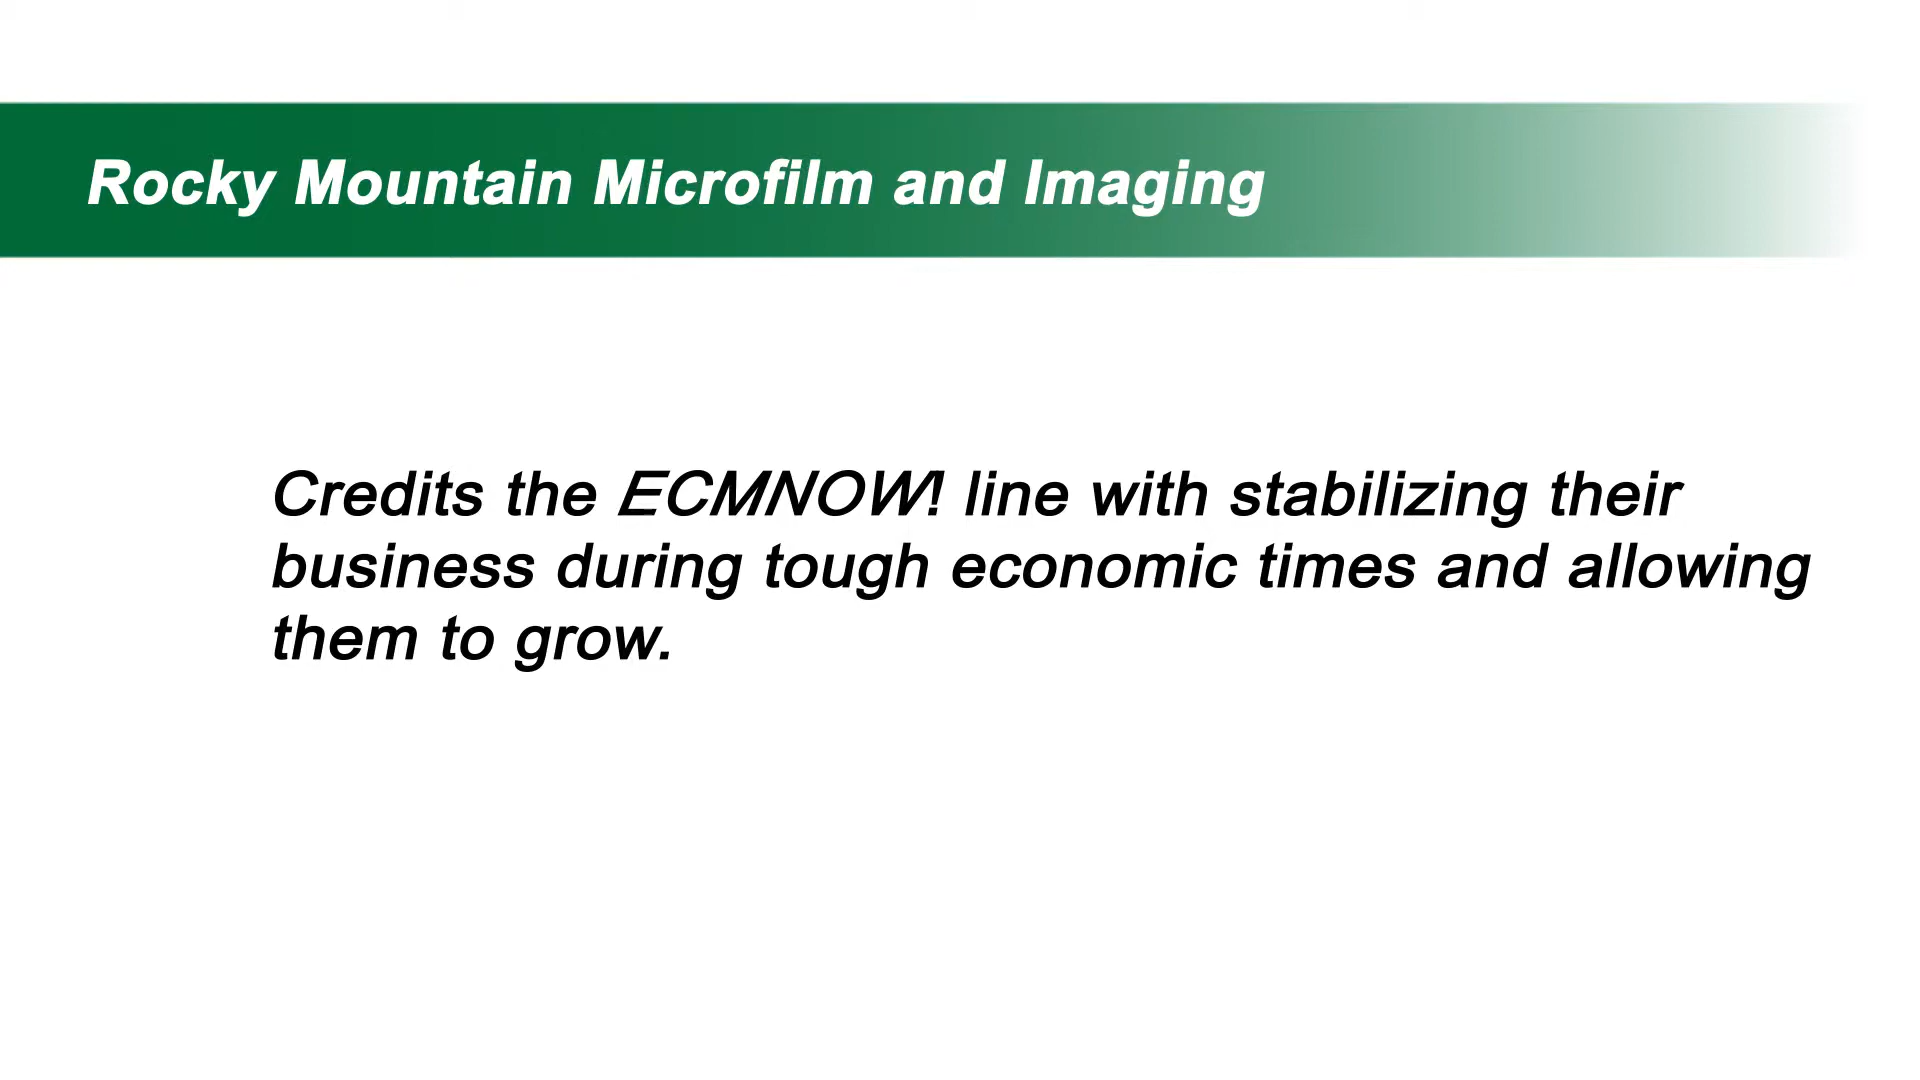 Rocky Mountain Microfilm and Imaging
Credits the ECMNOW! line with stabilizing their
business during tough economic times and allowing
them to grow.